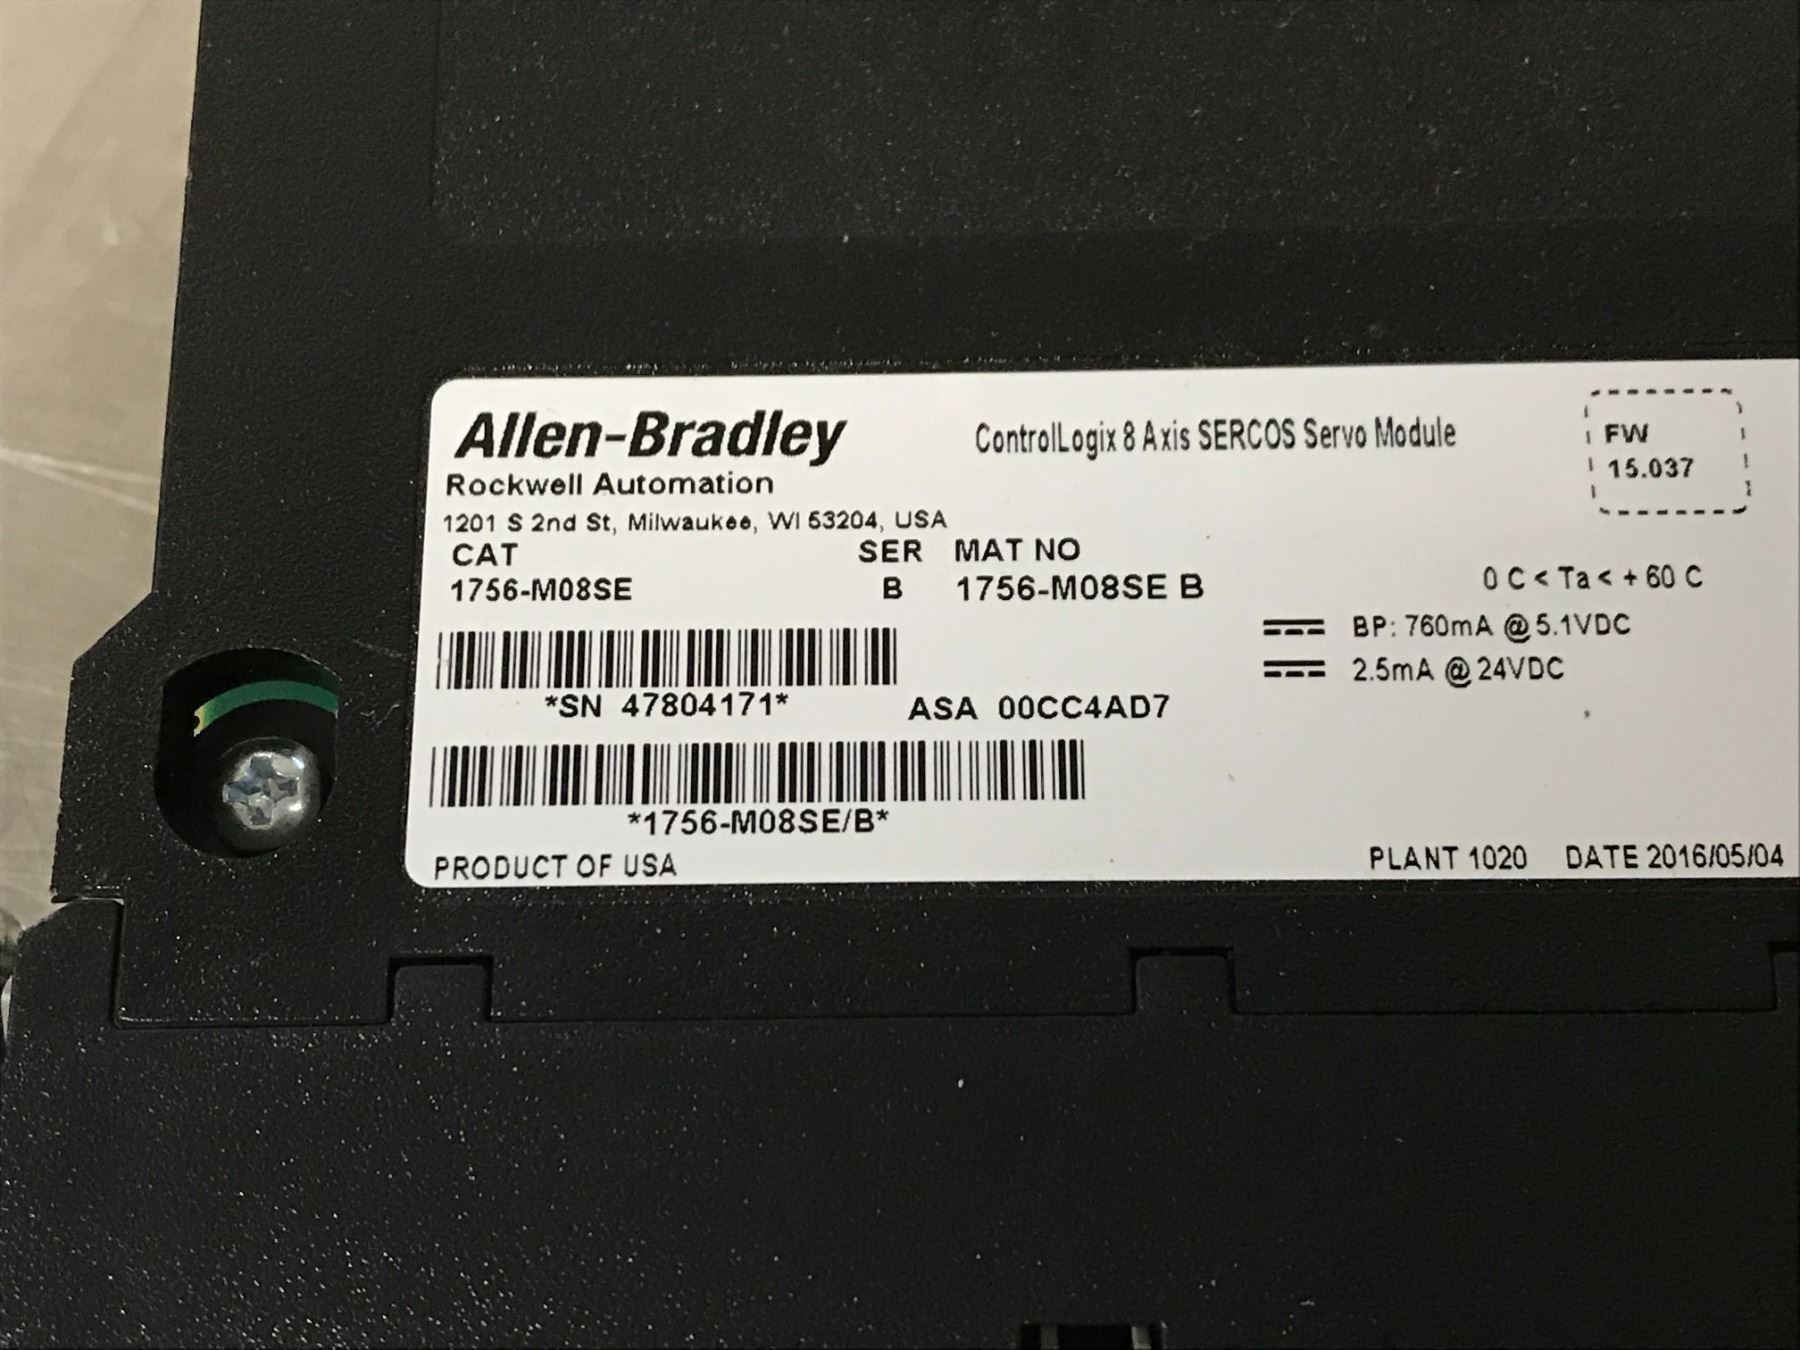 Allen-Bradley
Rockwell Automation
1201 S 2nd St, Milwaukee, WI 53204, USA
ControlLogix 8 Axis SERCOS Servo Module
FW
15.037
CAT SER MAT NO
1756-M08SE B 1756-M08SE B
0 C < Ta < + 60 C
BP: 760mA @ 5.1VDC
2.5mA @ 24VDC
*SN 47804171* ASA 00CC4AD7
*1756-M08SE/B*
PRODUCT OF USA
PLANT 1020 DATE 2016/05/04